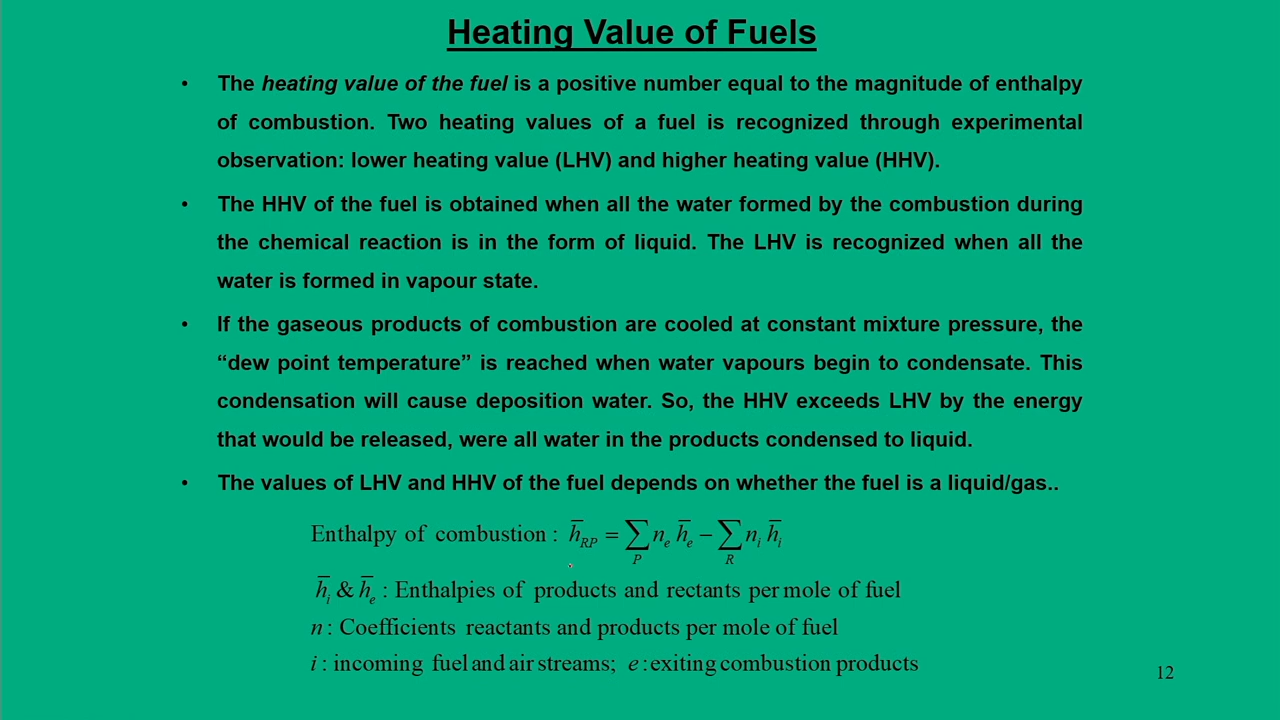 Heating Value of Fuels
• The heating value of the fuel is a positive number equal to the magnitude of enthalpy
of combustion. Two heating values of a fuel is recognized through experimental
observation: lower heating value (LHV) and higher heating value (HHV).
• The HHV of the fuel is obtained when all the water formed by the combustion during
the chemical reaction is in the form of liquid. The LHV is recognized when all the
water is formed in vapour state.
• If the gaseous products of combustion are cooled at constant mixture pressure, the
“dew point temperature” is reached when water vapours begin to condensate. This
condensation will cause deposition water. So, the HHV exceeds LHV by the energy
that would be released, were all water in the products condensed to liquid.
• The values of LHV and HHV of the fuel depends on whether the fuel is a liquid/gas..
Enthalpy of combustion : h̅_RP = ∑_P n_e h̅_e − ∑_R n_i h̅_i
h̅_i & h̅_e : Enthalpies of products and rectants per mole of fuel
n : Coefficients reactants and products per mole of fuel
i : incoming fuel and air streams; e : exiting combustion products
12